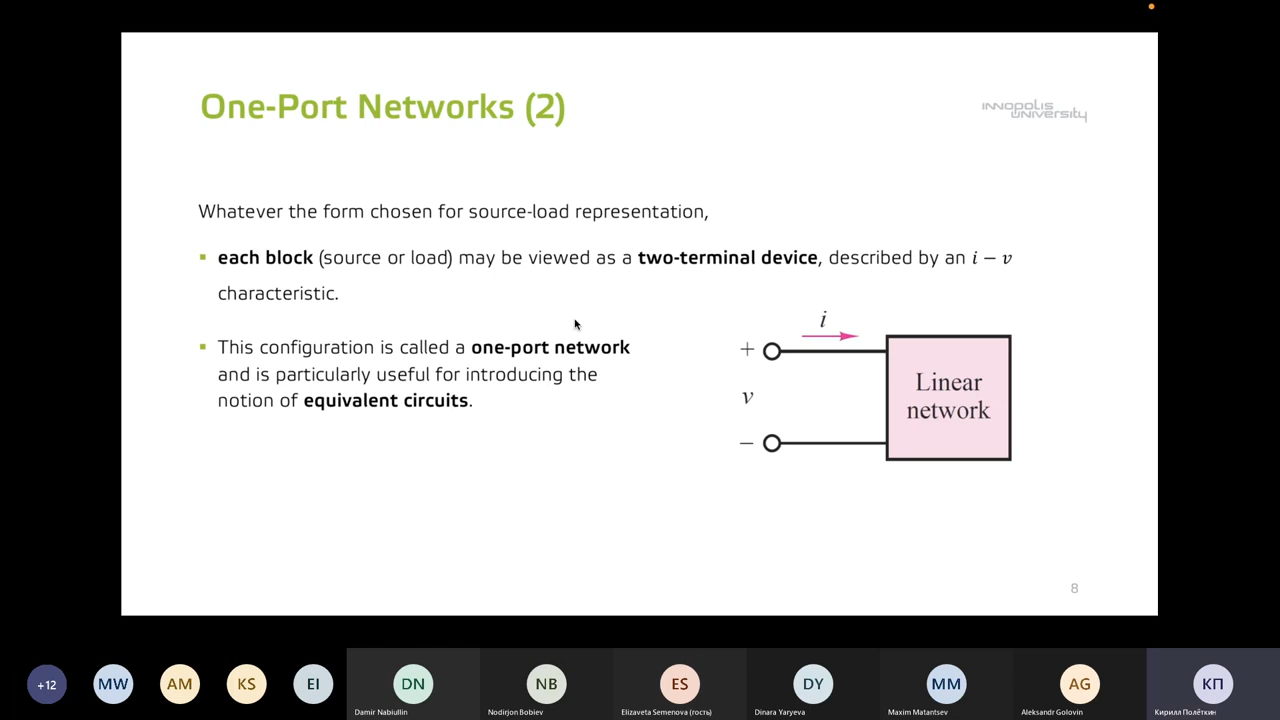 One-Port Networks (2)
INNOPOLIS
UNIVERSITY
Whatever the form chosen for source-load representation,
▪ each block (source or load) may be viewed as a two-terminal device, described by an i − v
characteristic.
▪ This configuration is called a one-port network
and is particularly useful for introducing the
notion of equivalent circuits.
i
+
v
−
Linear
network
8
+12 MW AM KS EI DN NB ES DY MM AG КП
Damir Nabiullin Nodirjon Bobiev Elizaveta Semenova (гость) Dinara Yaryeva Maxim Matantsev Aleksandr Golovin Кирилл Полёткин